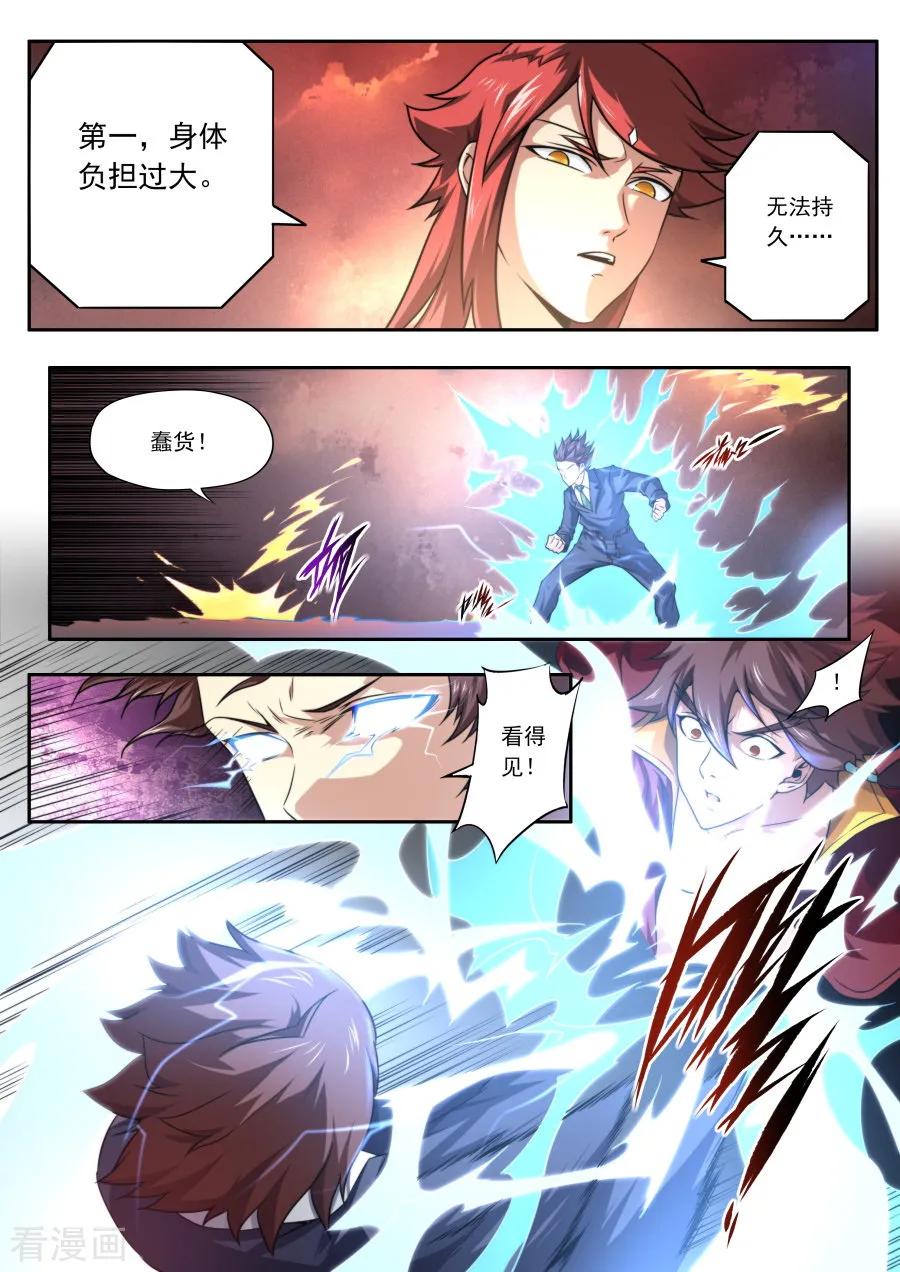 第一，身体
负担过大。
无法持
久……
蠢货！
看得
见！
！
看漫画